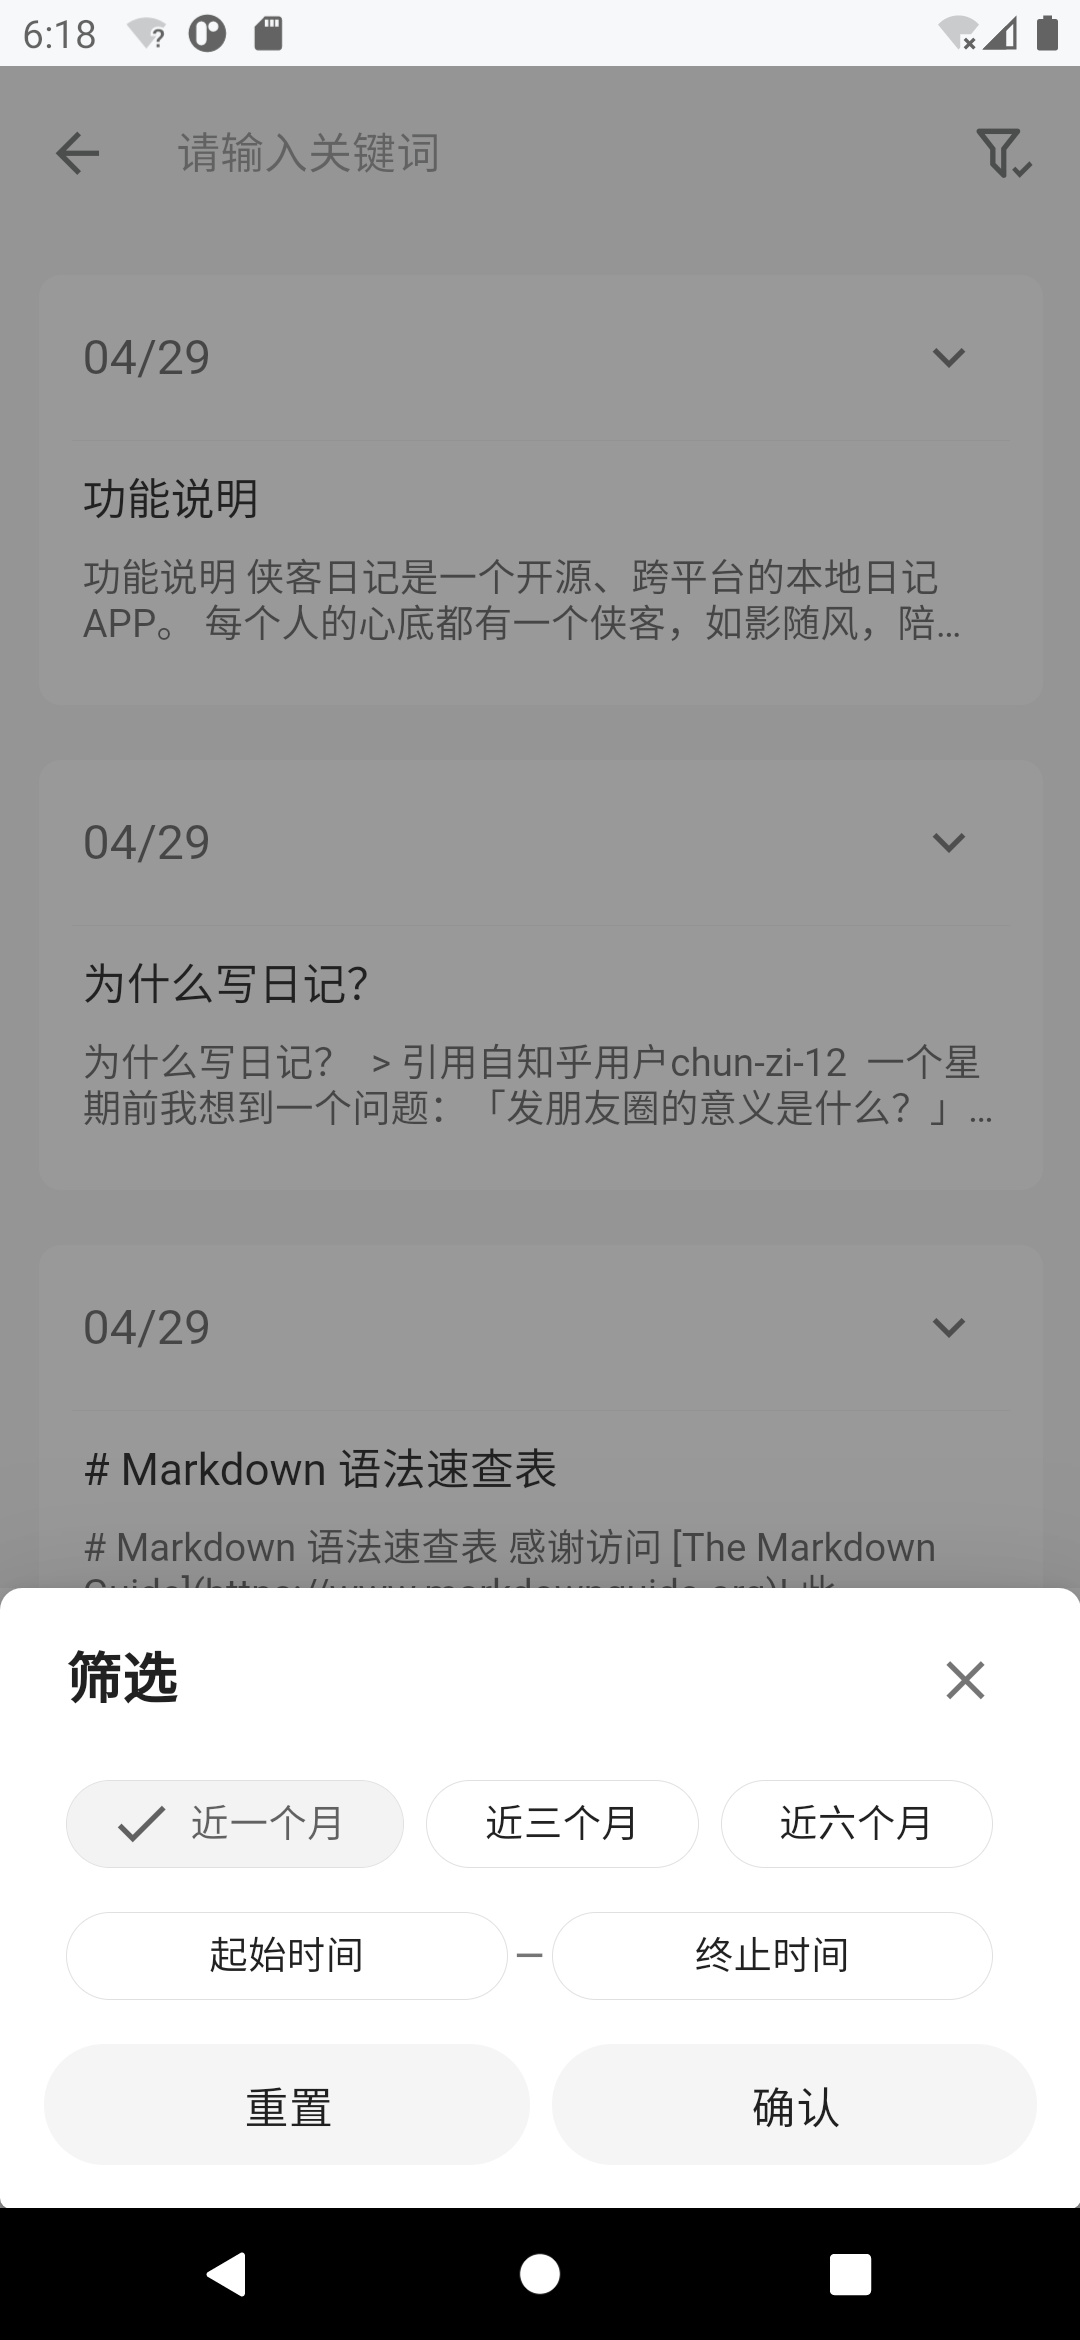 6:18
请输入关键词
04/29
功能说明
功能说明 侠客日记是一个开源、跨平台的本地日记
APP。 每个人的心底都有一个侠客，如影随风，陪…
04/29
为什么写日记？
为什么写日记？ > 引用自知乎用户chun-zi-12 一个星
期前我想到一个问题：「发朋友圈的意义是什么？」…
04/29
# Markdown 语法速查表
# Markdown 语法速查表 感谢访问 [The Markdown
Guide](https://www.markdownguide.org)! 此
筛选
近一个月
近三个月
近六个月
起始时间 – 终止时间
重置
确认